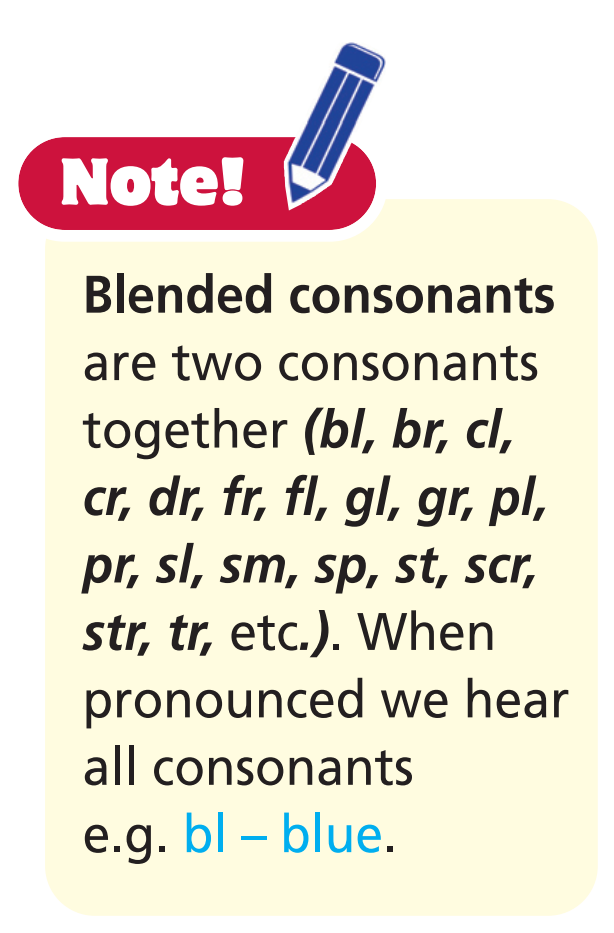 Note!
Blended consonants
are two consonants
together (bl, br, cl,
cr, dr, fr, fl, gl, gr, pl,
pr, sl, sm, sp, st, scr,
str, tr, etc.). When
pronounced we hear
all consonants
e.g. bl – blue.